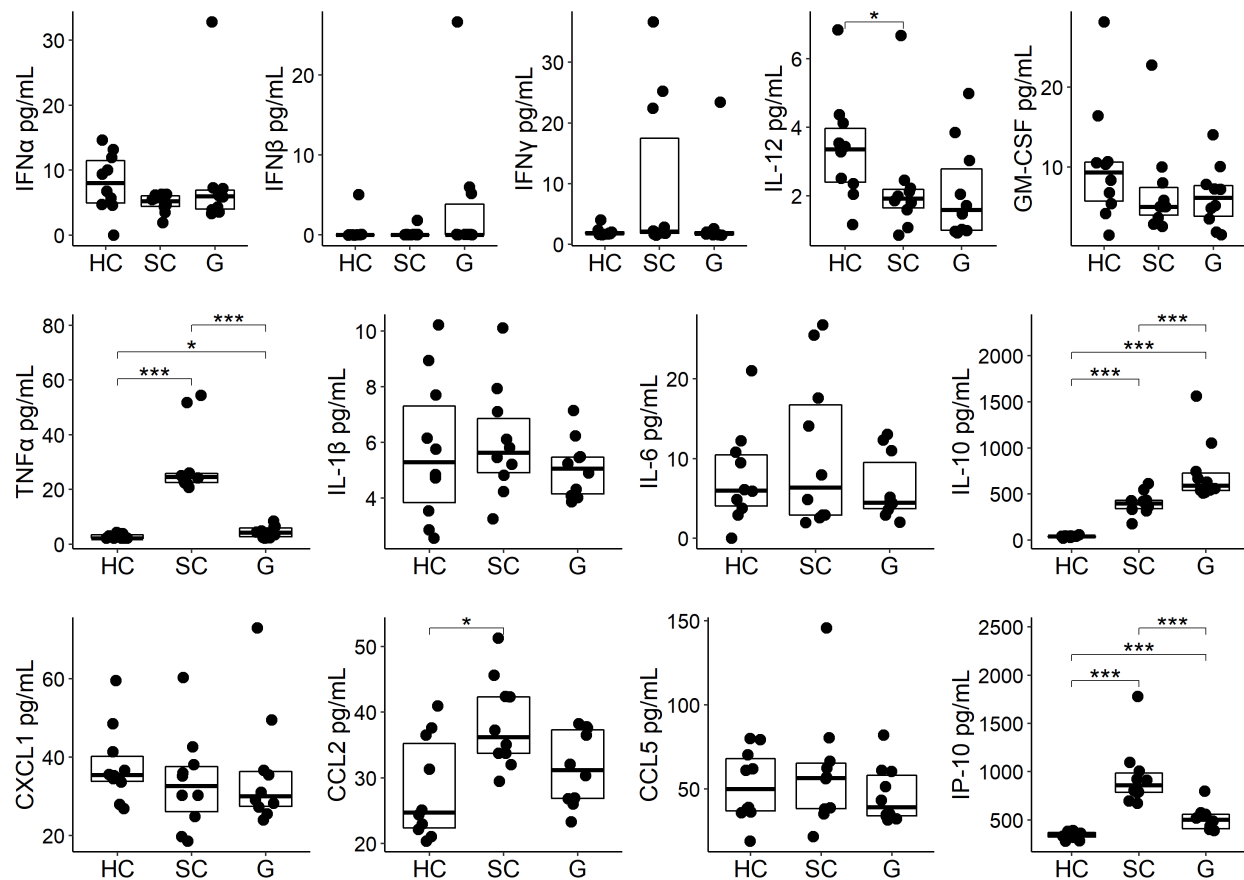 IFNα pg/mL
30
20
10
0
HC SC G
IFNβ pg/mL
20
10
0
HC SC G
IFNγ pg/mL
30
20
10
0
HC SC G
IL-12 pg/mL
6
4
2
*
HC SC G
GM-CSF pg/mL
20
10
HC SC G
TNFα pg/mL
80
60
40
20
0
***
*
***
HC SC G
IL-1β pg/mL
10
8
6
4
HC SC G
IL-6 pg/mL
20
10
0
HC SC G
IL-10 pg/mL
2000
1500
1000
500
0
***
***
***
HC SC G
CXCL1 pg/mL
60
40
20
HC SC G
CCL2 pg/mL
50
40
30
20
*
HC SC G
CCL5 pg/mL
150
100
50
HC SC G
IP-10 pg/mL
2500
2000
1500
1000
500
***
***
***
HC SC G